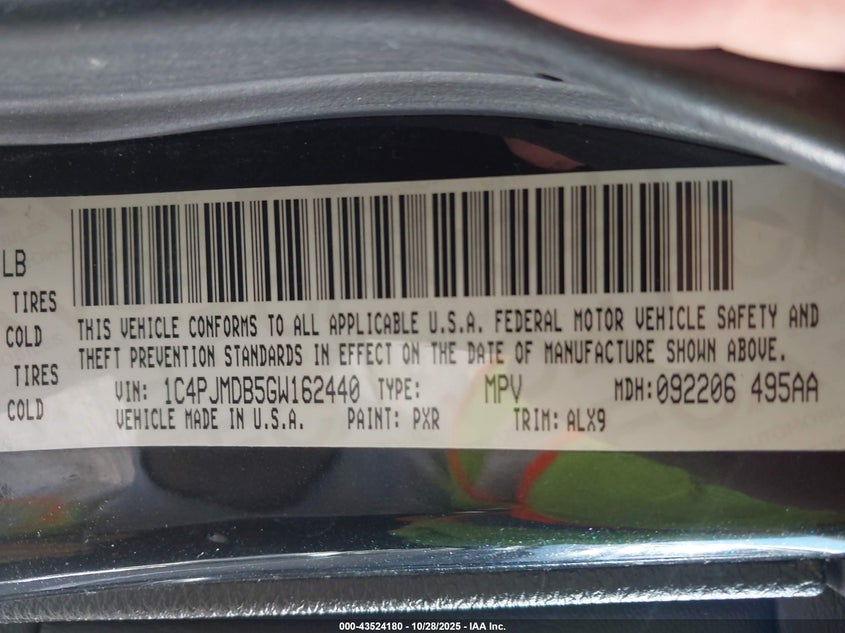 LB
TIRES
COLD
TIRES
COLD
THIS VEHICLE CONFORMS TO ALL APPLICABLE U.S.A. FEDERAL MOTOR VEHICLE SAFETY AND
THEFT PREVENTION STANDARDS IN EFFECT ON THE DATE OF MANUFACTURE SHOWN ABOVE.
VIN: 1C4PJMDB5GW162440 TYPE: MPV MDH:092206 495AA
VEHICLE MADE IN U.S.A. PAINT: PXR TRIM: ALX9
000-43524180 - 10/28/2025 - IAA Inc.